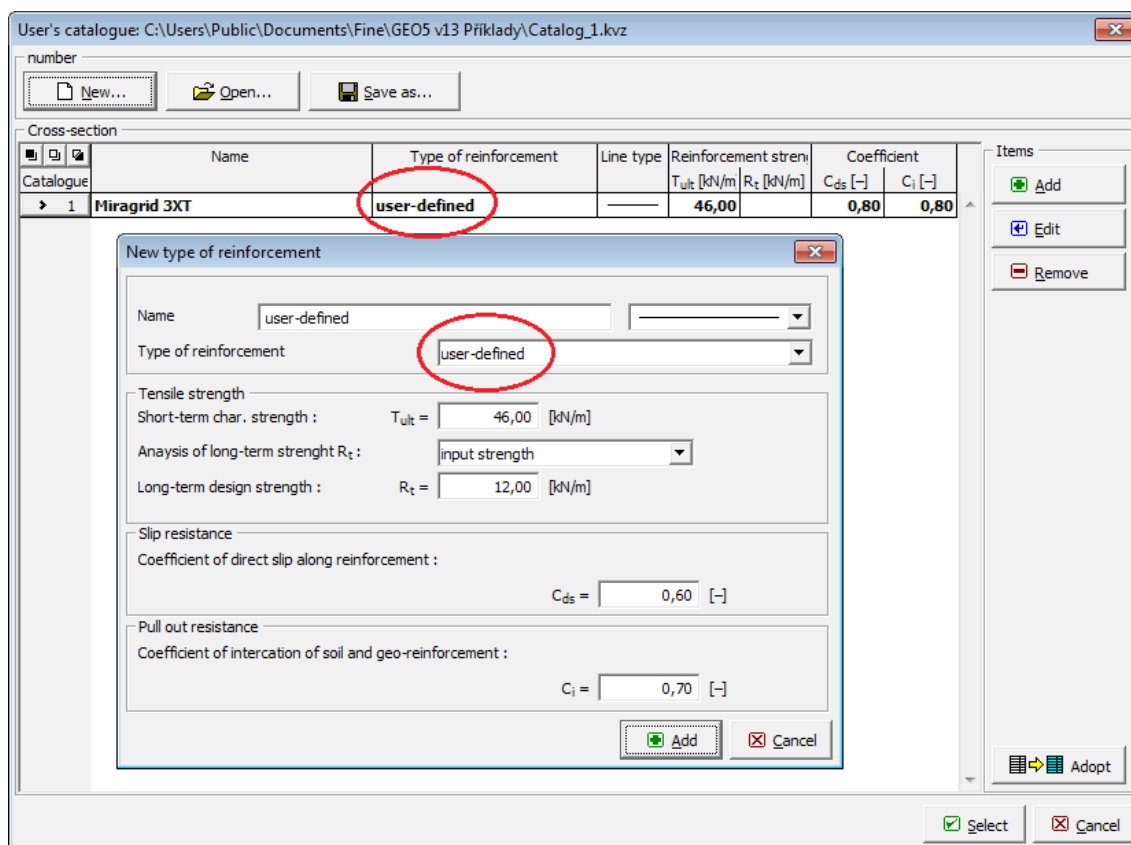 User's catalogue: C:\Users\Public\Documents\Fine\GEO5 v13 Příklady\Catalog_1.kvz
number
New... Open... Save as...
Cross-section
Items
Name Type of reinforcement Line type Reinforcement stren Coefficient
Catalogue Tult [kN/m Rt [kN/m] Cds [–] Ci [–]
1 Miragrid 3XT user-defined 46,00 0,80 0,80
Add
Edit
Remove
New type of reinforcement
Name user-defined
Type of reinforcement user-defined
Tensile strength
Short-term char. strength : Tult = 46,00 [kN/m]
Anaysis of long-term strenght Rt : input strength
Long-term design strength : Rt = 12,00 [kN/m]
Slip resistance
Coefficient of direct slip along reinforcement :
Cds = 0,60 [–]
Pull out resistance
Coefficient of intercation of soil and geo-reinforcement :
Ci = 0,70 [–]
Add Cancel
Adopt
Select Cancel